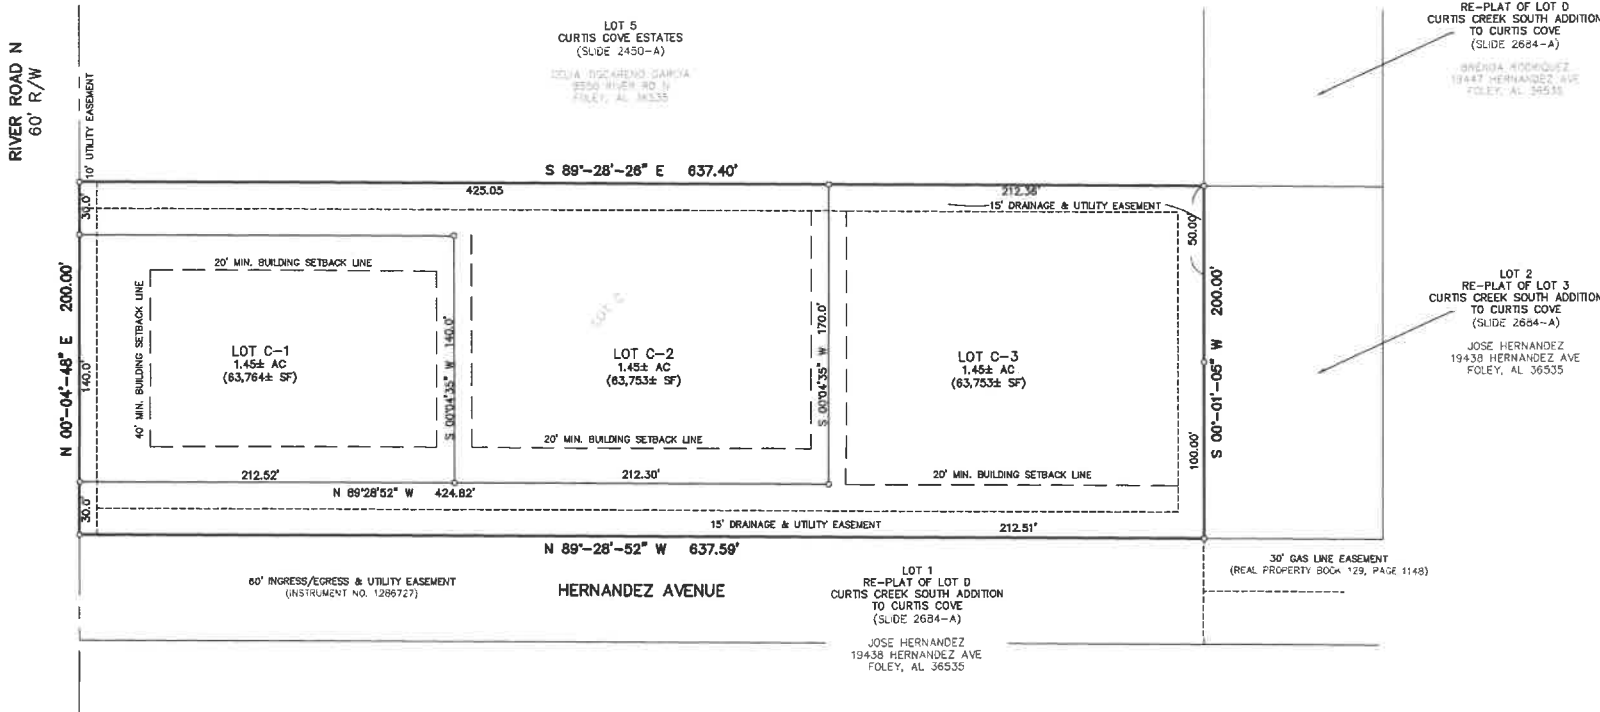 RIVER ROAD N
60' R/W
10' UTILITY EASEMENT
LOT 5
CURTIS COVE ESTATES
(SLIDE 2450-A)
GARCIA
9550 RIVER RD N
FOLEY, AL 36535
RE-PLAT OF LOT D
CURTIS CREEK SOUTH ADDITION
TO CURTIS COVE
(SLIDE 2684-A)
BRENDA RODRIQUEZ
19447 HERNANDEZ AVE
FOLEY, AL 36535
S 89°-28'-26" E 637.40'
425.05
212.36'
15' DRAINAGE & UTILITY EASEMENT
30.0'
50.00'
N 00°-04'-48" E 200.00'
140.0'
20' MIN. BUILDING SETBACK LINE
40' MIN. BUILDING SETBACK LINE
LOT C-1
1.45± AC
(63,764± SF)
S 00°04'35" W 140.0'
LOT C
LOT C-2
1.45± AC
(63,753± SF)
20' MIN. BUILDING SETBACK LINE
S 00°04'35" W 170.0'
LOT C-3
1.45± AC
(63,753± SF)
20' MIN. BUILDING SETBACK LINE
100.00'
S 00°-01'-05" W 200.00'
LOT 2
RE-PLAT OF LOT 3
CURTIS CREEK SOUTH ADDITION
TO CURTIS COVE
(SLIDE 2684-A)
JOSE HERNANDEZ
19438 HERNANDEZ AVE
FOLEY, AL 36535
212.52'
212.30'
N 89°28'52" W 424.82'
30.0'
15' DRAINAGE & UTILITY EASEMENT
212.51'
N 89°-28'-52" W 637.59'
60' INGRESS/EGRESS & UTILITY EASEMENT
(INSTRUMENT NO. 1286727)
HERNANDEZ AVENUE
LOT 1
RE-PLAT OF LOT D
CURTIS CREEK SOUTH ADDITION
TO CURTIS COVE
(SLIDE 2684-A)
JOSE HERNANDEZ
19438 HERNANDEZ AVE
FOLEY, AL 36535
30' GAS LINE EASEMENT
(REAL PROPERTY BOOK 129, PAGE 1148)